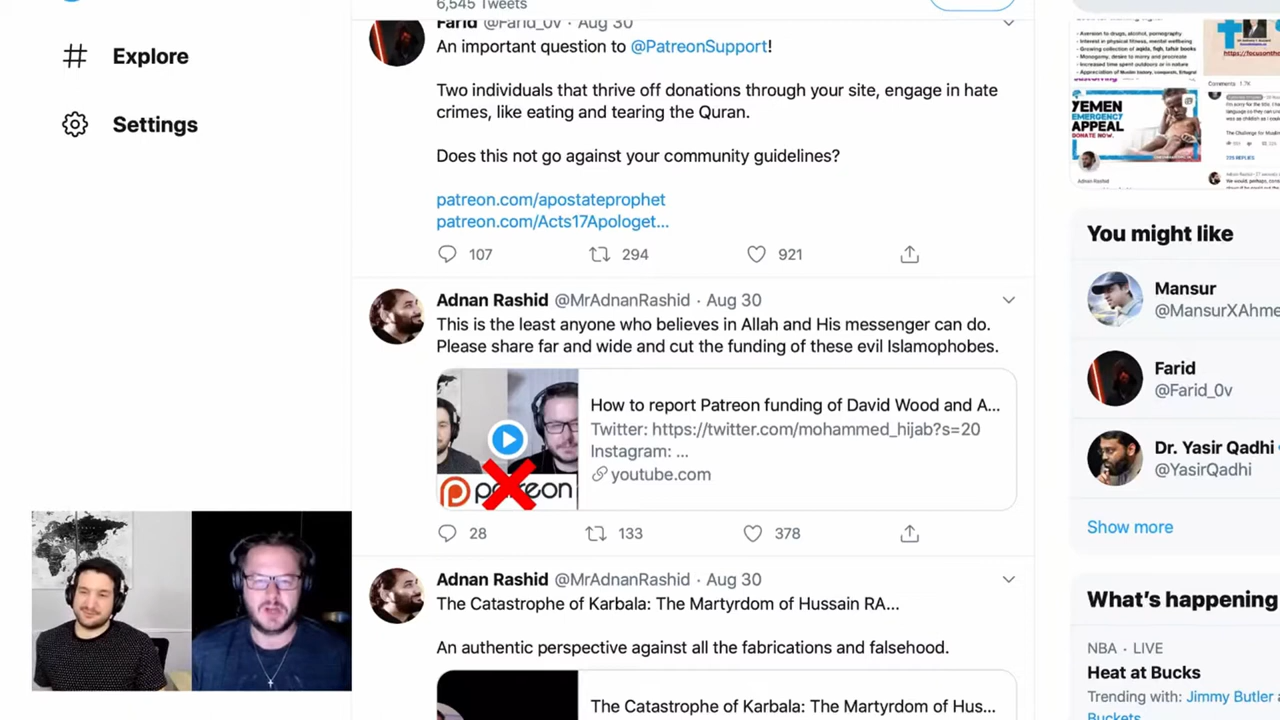 6,545 Tweets
Farid @Farid_0v · Aug 30
An important question to @PatreonSupport!
Two individuals that thrive off donations through your site, engage in hate
crimes, like eating and tearing the Quran.
Does this not go against your community guidelines?
patreon.com/apostateprophet
patreon.com/Acts17Apologet...
107 294 921
Adnan Rashid @MrAdnanRashid · Aug 30
This is the least anyone who believes in Allah and His messenger can do.
Please share far and wide and cut the funding of these evil Islamophobes.
How to report Patreon funding of David Wood and A...
Twitter: https://twitter.com/mohammed_hijab?s=20
Instagram: ...
youtube.com
patreon
28 133 378
Adnan Rashid @MrAdnanRashid · Aug 30
The Catastrophe of Karbala: The Martyrdom of Hussain RA...
An authentic perspective against all the fabrications and falsehood.
The Catastrophe of Karbala: The Martyrdom of Hus...
Explore
Settings
YEMEN
EMERGENCY
APPEAL
DONATE NOW.
Adnan Rashid
You might like
Mansur
@MansurXAhme
Farid
@Farid_0v
Dr. Yasir Qadhi
@YasirQadhi
Show more
What's happening
NBA · LIVE
Heat at Bucks
Trending with: Jimmy Butler
Buckets